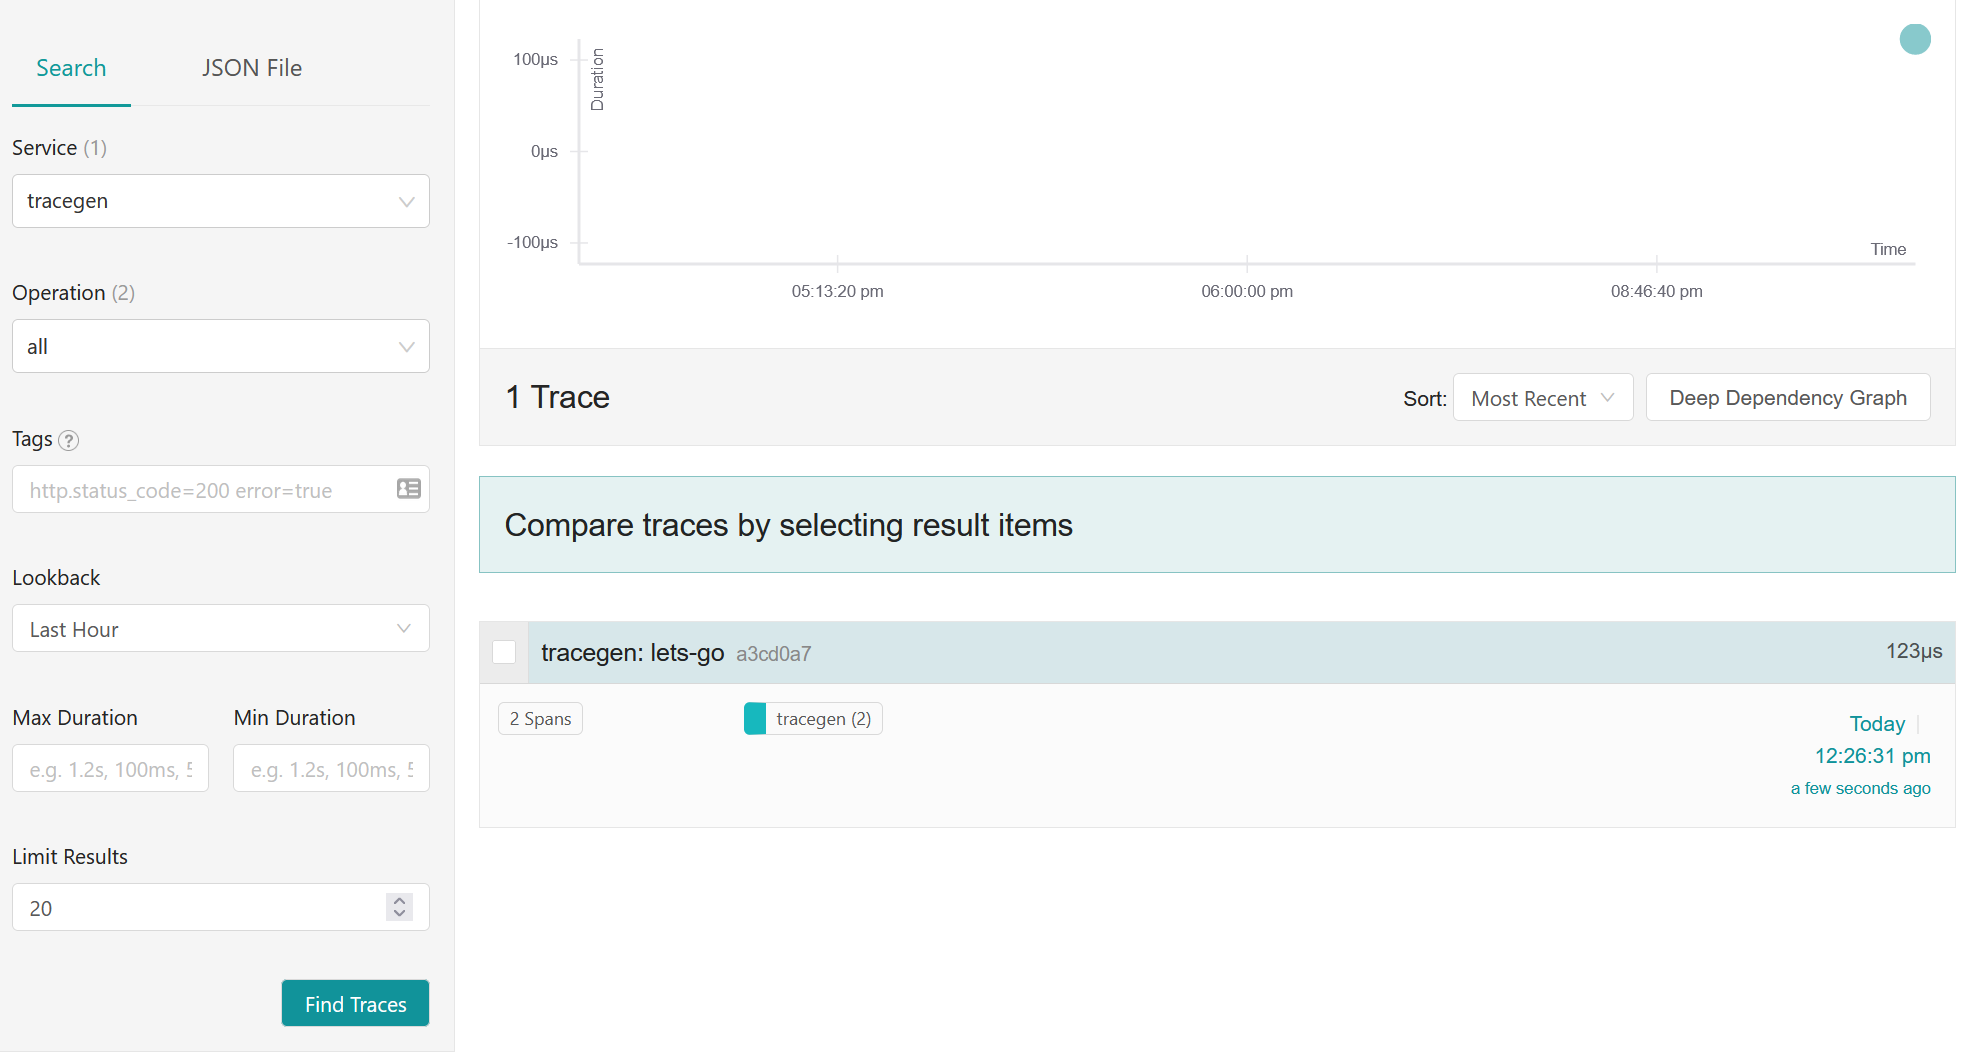 Search
JSON File
Service (1)
tracegen
Operation (2)
all
Tags ?
http.status_code=200 error=true
Lookback
Last Hour
Max Duration
Min Duration
e.g. 1.2s, 100ms,
e.g. 1.2s, 100ms,
Limit Results
20
Find Traces
Duration
100μs
0μs
-100μs
Time
05:13:20 pm
06:00:00 pm
08:46:40 pm
1 Trace
Sort: Most Recent
Deep Dependency Graph
Compare traces by selecting result items
tracegen: lets-go a3cd0a7
123μs
2 Spans
tracegen (2)
Today
12:26:31 pm
a few seconds ago